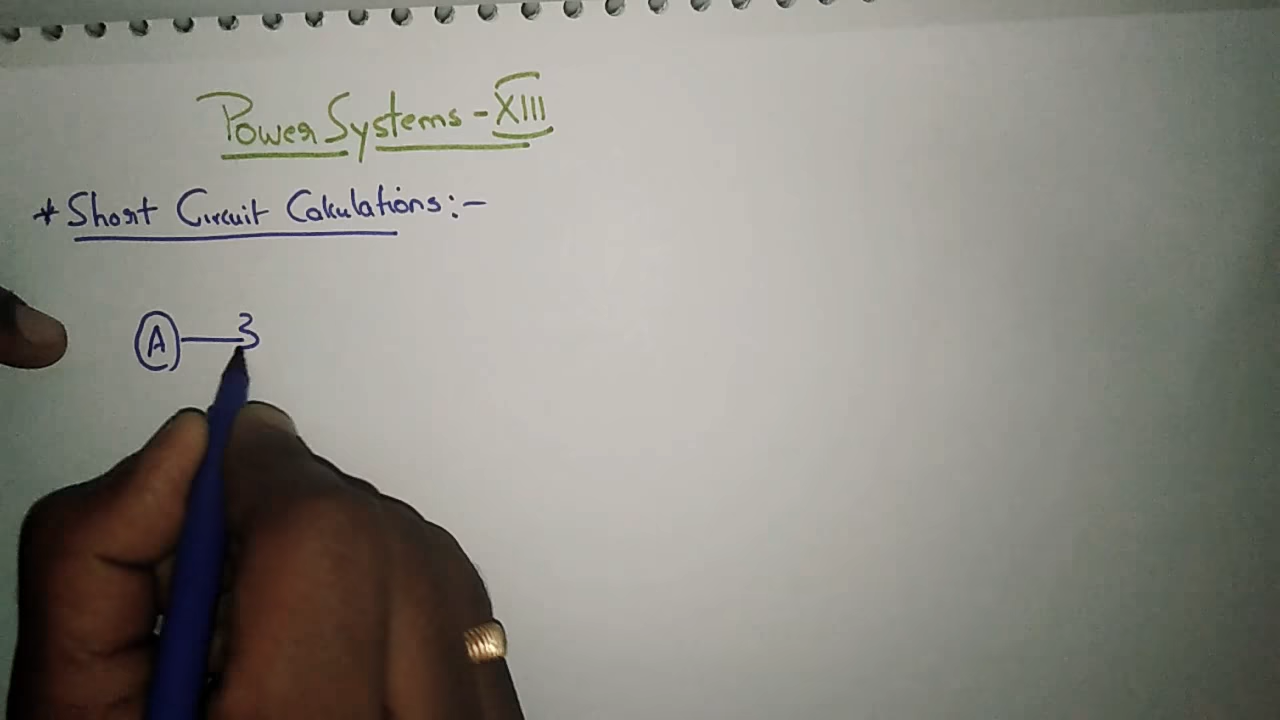 Power Systems - XIII
* Short Circuit Calculations:-
A